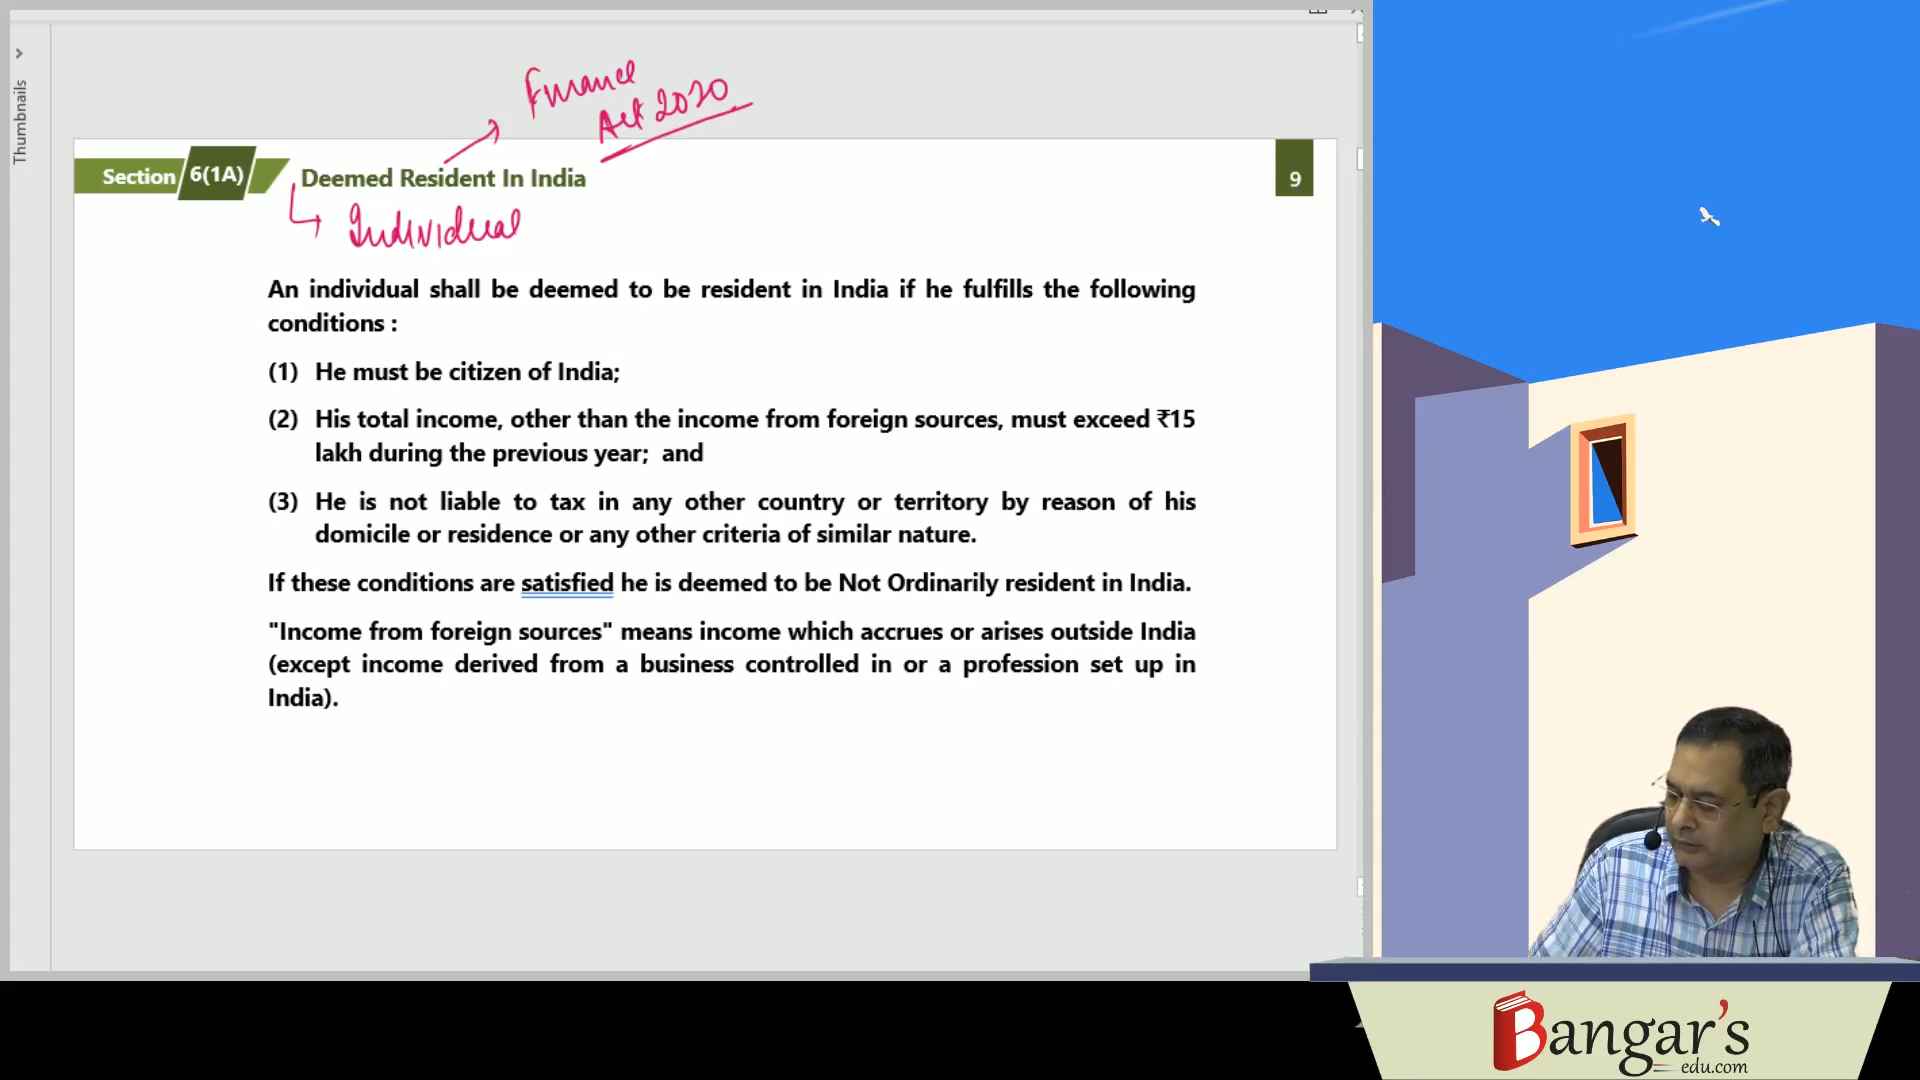 Thumbnails
Finance
Act 2020
Section 6(1A) Deemed Resident In India
9
Individual
An individual shall be deemed to be resident in India if he fulfills the following
conditions :
(1) He must be citizen of India;
(2) His total income, other than the income from foreign sources, must exceed ₹15
lakh during the previous year; and
(3) He is not liable to tax in any other country or territory by reason of his
domicile or residence or any other criteria of similar nature.
If these conditions are satisfied he is deemed to be Not Ordinarily resident in India.
"Income from foreign sources" means income which accrues or arises outside India
(except income derived from a business controlled in or a profession set up in
India).
Bangar's
edu.com